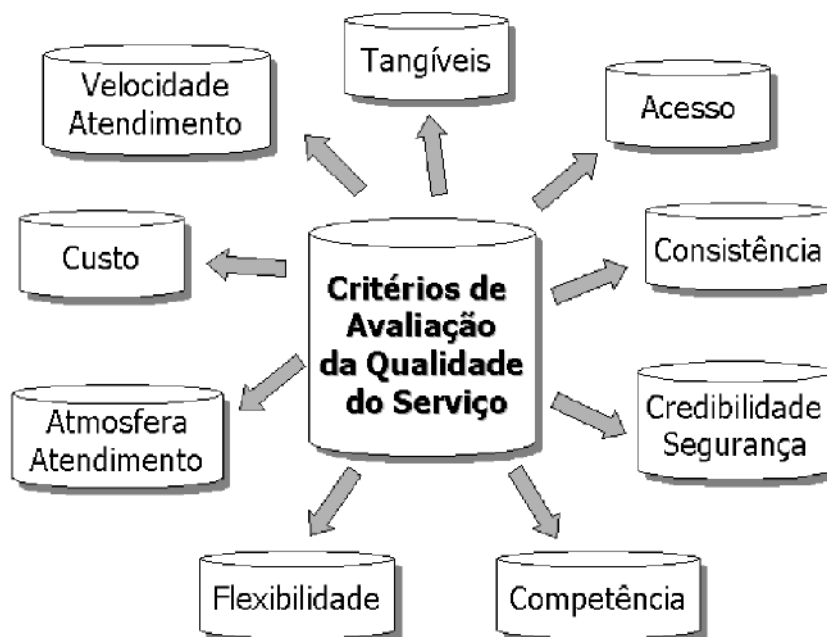 Tangíveis
Velocidade
Atendimento
Acesso
Custo
Consistência
Critérios de
Avaliação
da Qualidade
do Serviço
Atmosfera
Atendimento
Credibilidade
Segurança
Flexibilidade
Competência